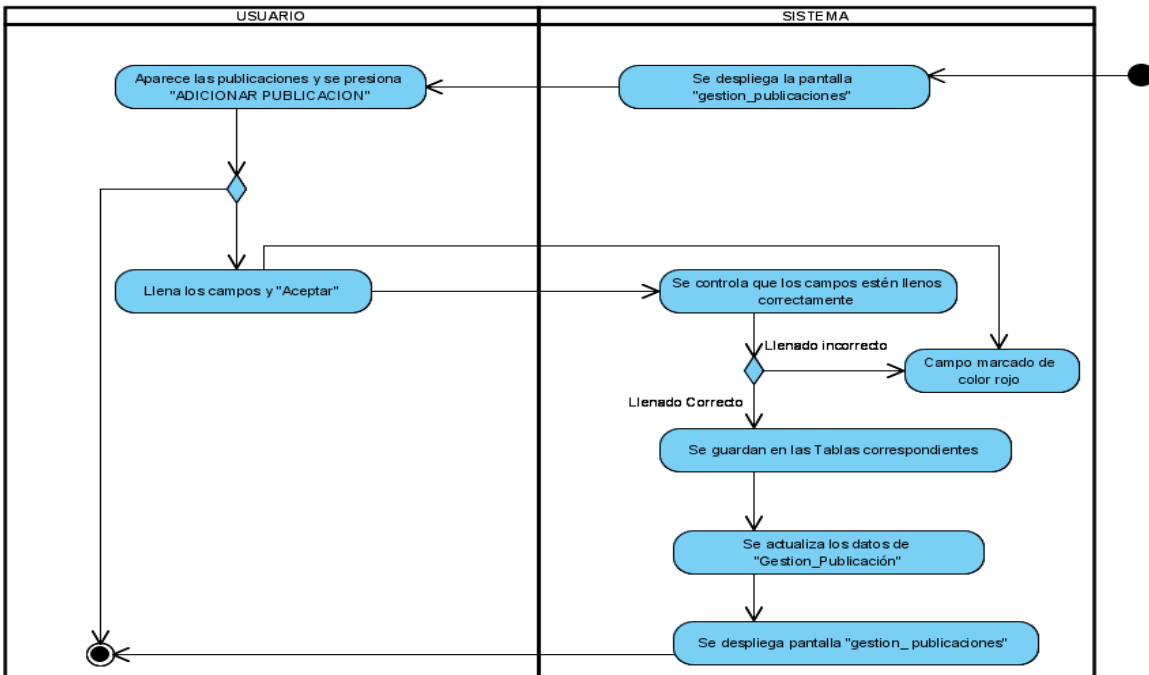 USUARIO
SISTEMA
Aparece las publicaciones y se presiona
"ADICIONAR PUBLICACION"
Se despliega la pantalla
"gestion_publicaciones"
Llena los campos y "Aceptar"
Se controla que los campos estén llenos
correctamente
Llenado incorrecto
Campo marcado de
color rojo
Llenado Correcto
Se guardan en las Tablas correspondientes
Se actualiza los datos de
"Gestion_Publicación"
Se despliega pantalla "gestion_ publicaciones"